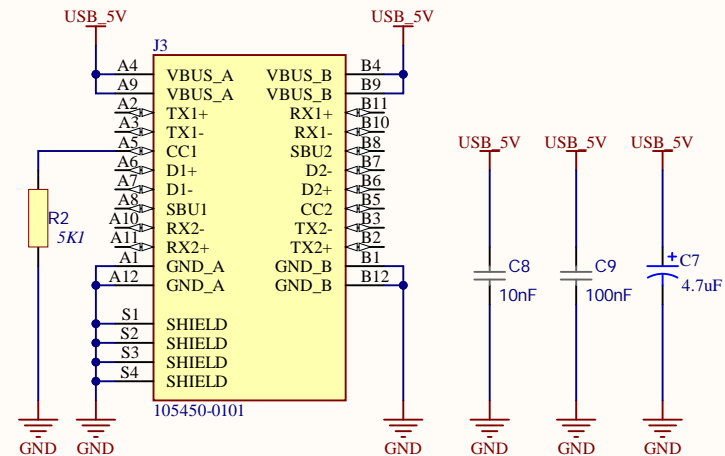 USB_5V USB_5V
J3
A4 VBUS_A VBUS_B B4
A9 VBUS_A VBUS_B B9
A2 TX1+ RX1+ B11
A3 TX1- RX1- B10
A5 CC1 SBU2 B8
A6 D1+ D2- B7
A7 D1- D2+ B6
A8 SBU1 CC2 B5
A10 RX2- TX2- B3
A11 RX2+ TX2+ B2
A1 GND_A GND_B B1
A12 GND_A GND_B B12
S1 SHIELD
S2 SHIELD
S3 SHIELD
S4 SHIELD
105450-0101
R2
5K1
GND GND GND
USB_5V USB_5V USB_5V
C8
10nF
C9
100nF
+ C7
4.7uF
GND GND GND